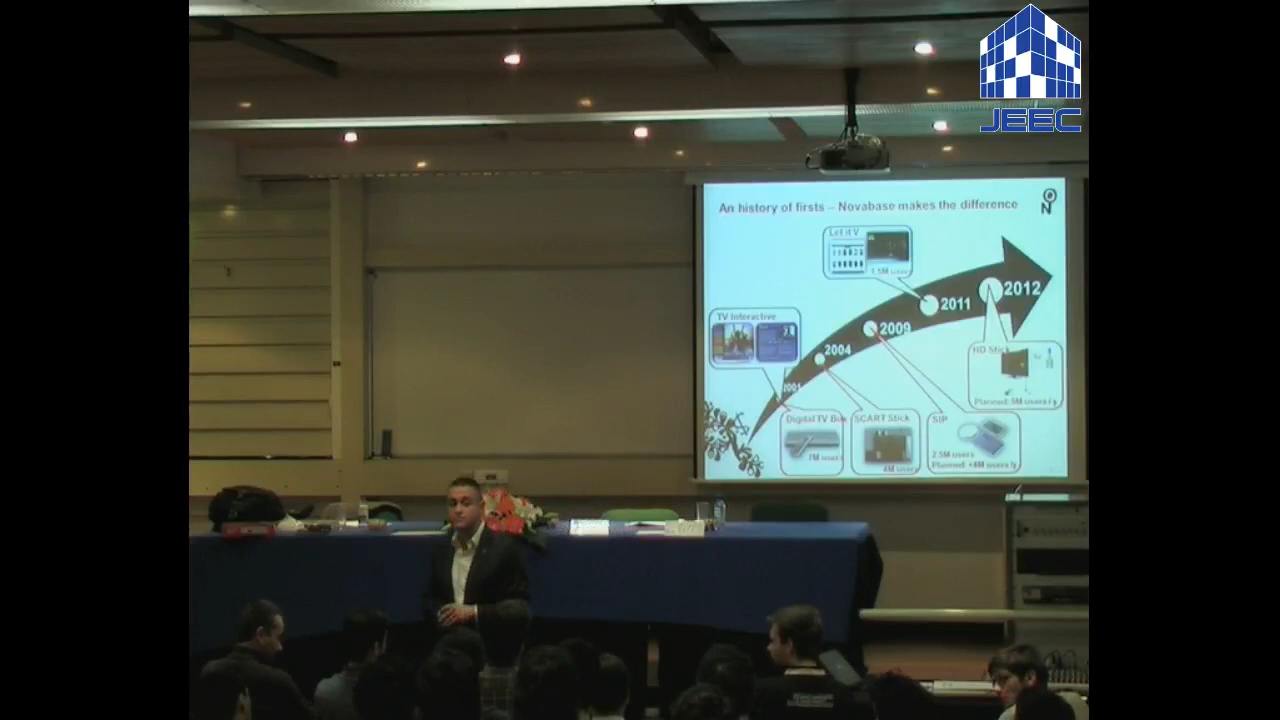 JEEC
An history of firsts – Novabase makes the difference
ON
Let it V
1.5M users
2012
2011
TV Interactive
2009
2004
HD Stick
2001
Planned: 5M users
Digital TV Box
SCART Stick
SIP
7M users
4M users
2.5M users
Planned: +4M users